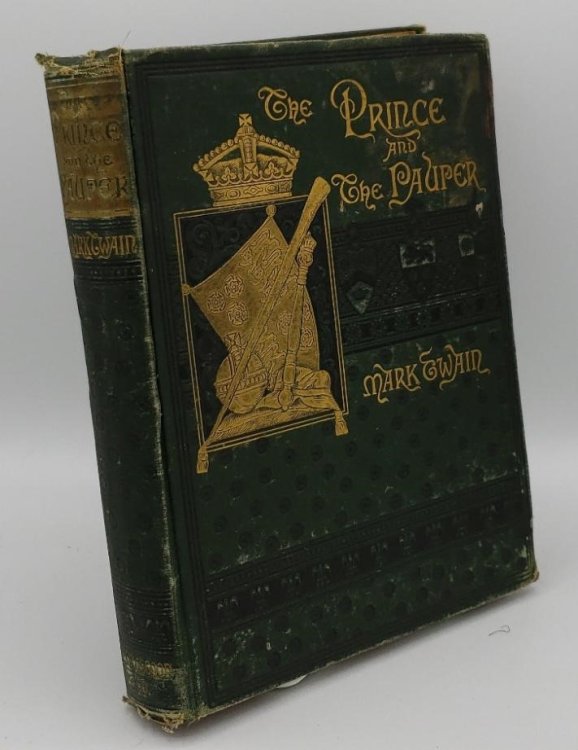 The Prince
and
The Pauper
Mark Twain
Prince
and the
Pauper
Mark Twain